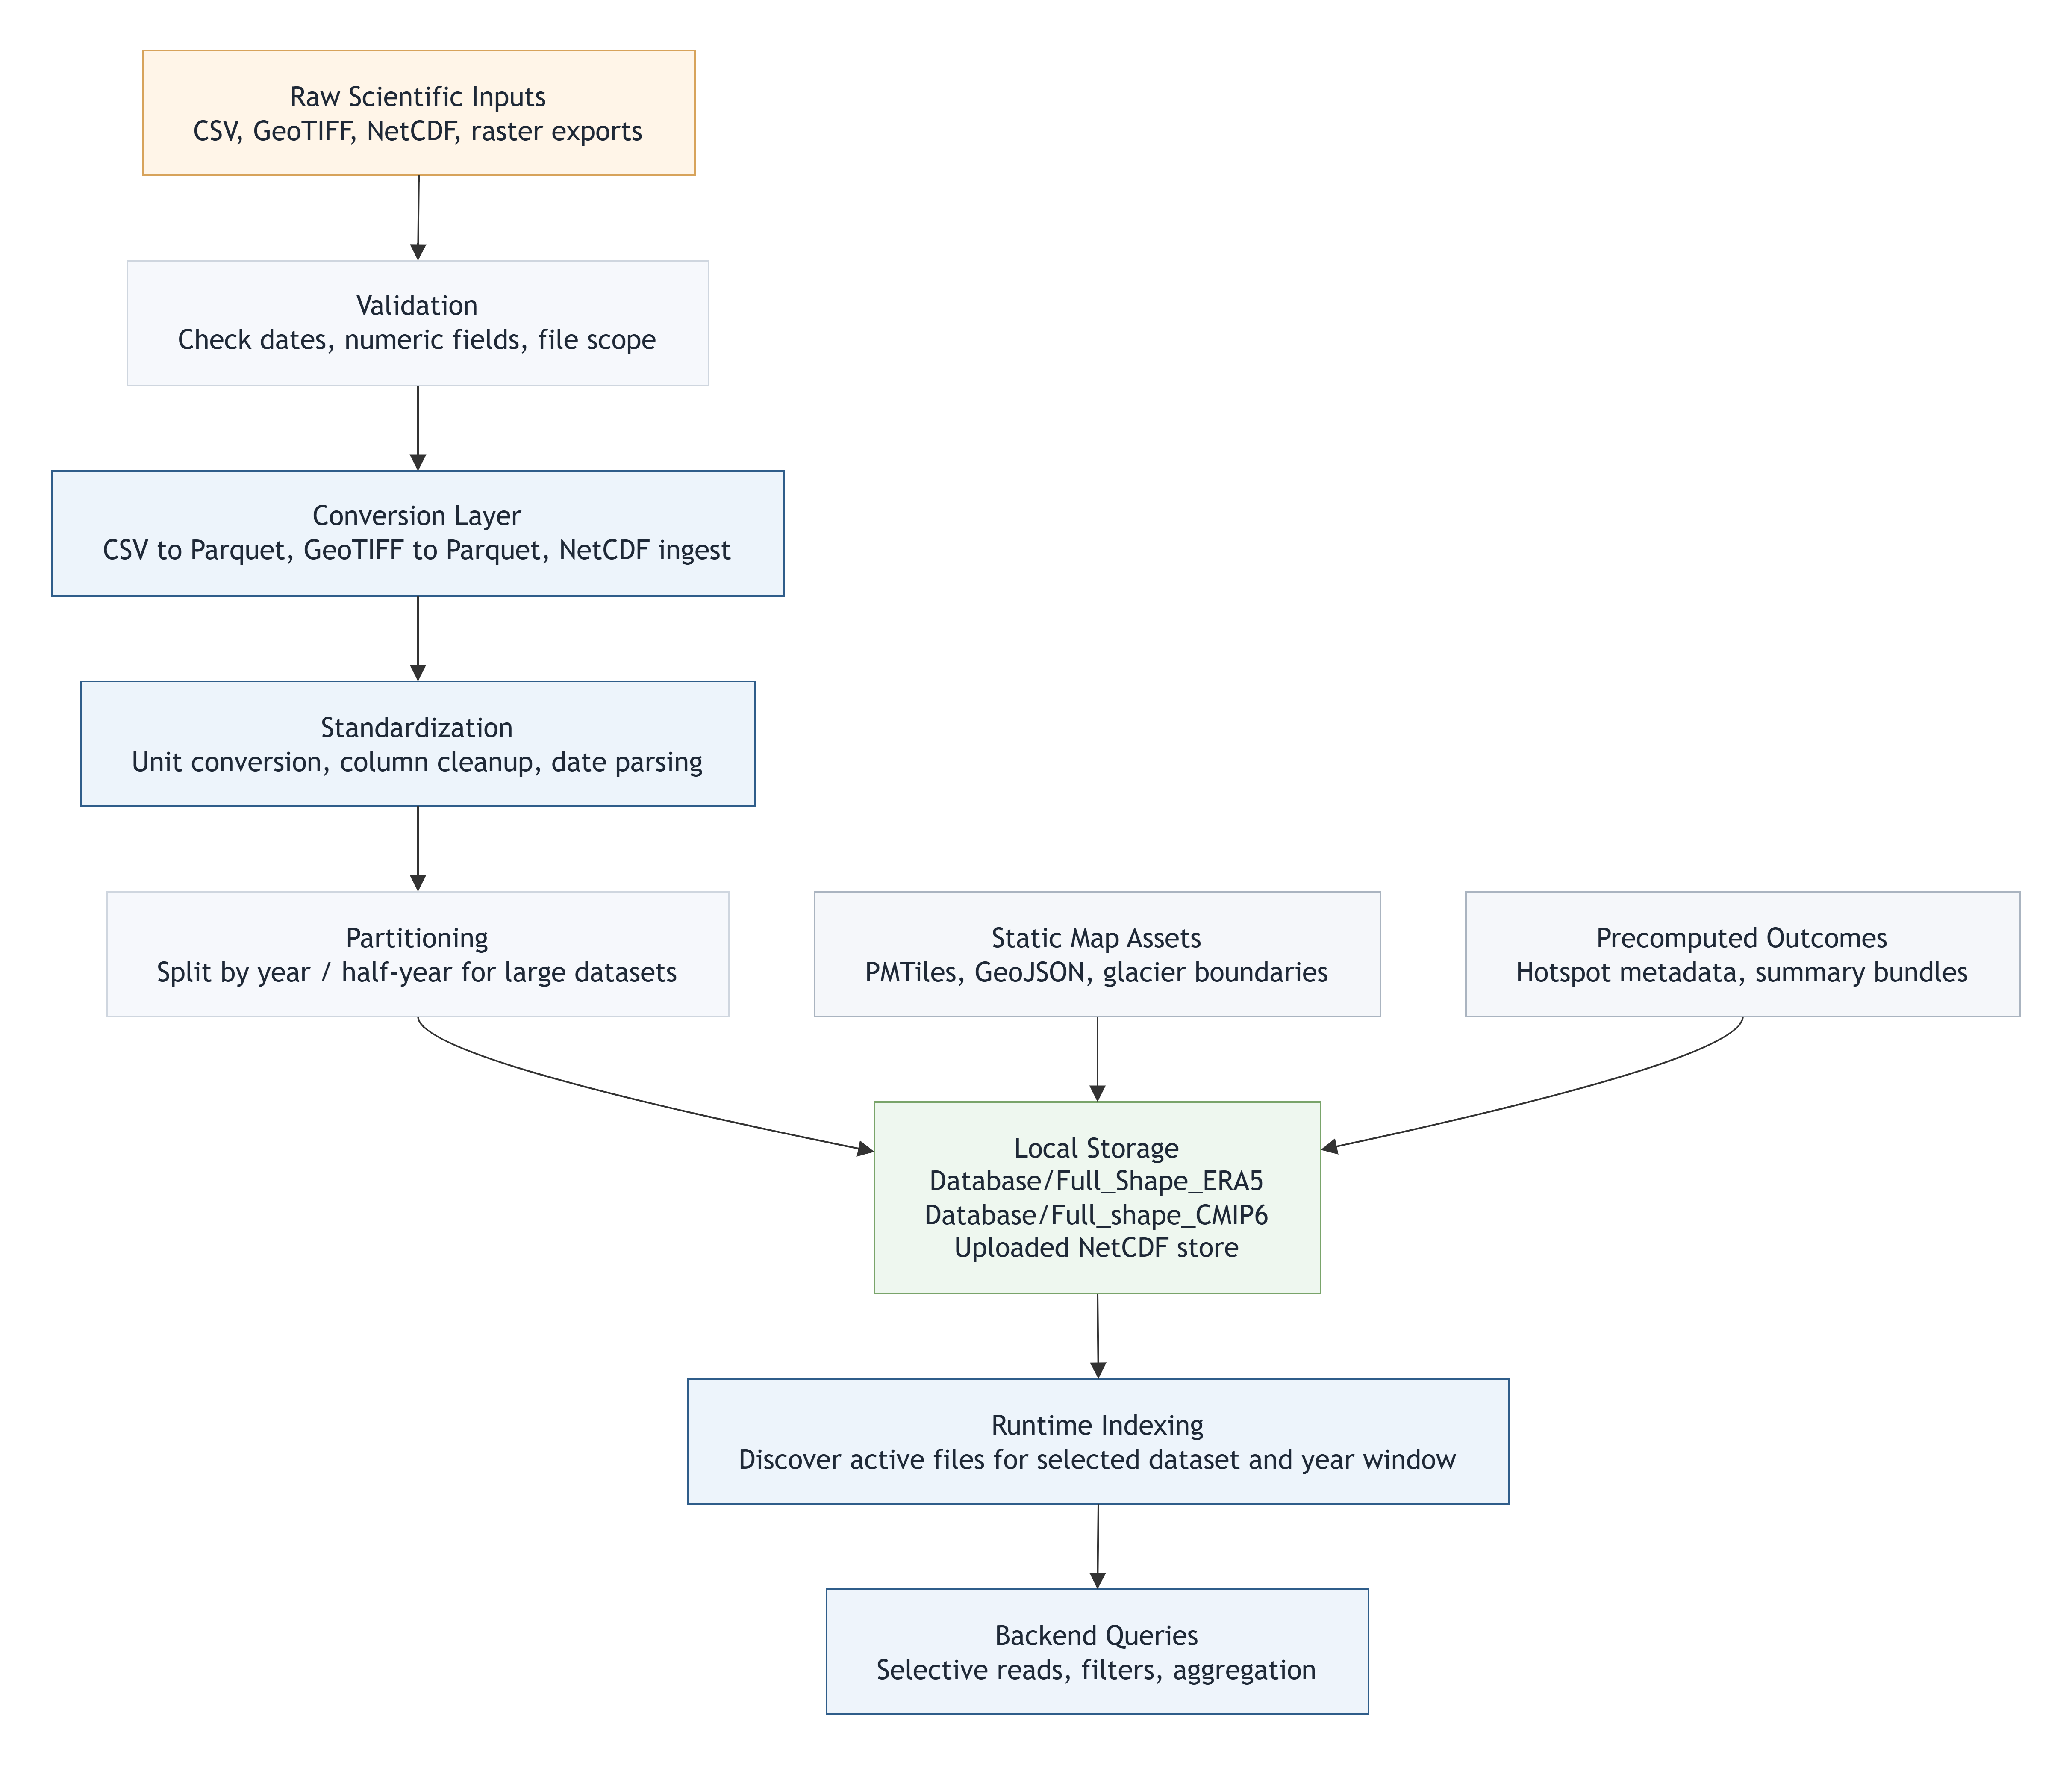 Raw Scientific Inputs
CSV, GeoTIFF, NetCDF, raster exports
Validation
Check dates, numeric fields, file scope
Conversion Layer
CSV to Parquet, GeoTIFF to Parquet, NetCDF ingest
Standardization
Unit conversion, column cleanup, date parsing
Partitioning
Split by year / half-year for large datasets
Static Map Assets
PMTiles, GeoJSON, glacier boundaries
Precomputed Outcomes
Hotspot metadata, summary bundles
Local Storage
Database/Full_Shape_ERA5
Database/Full_shape_CMIP6
Uploaded NetCDF store
Runtime Indexing
Discover active files for selected dataset and year window
Backend Queries
Selective reads, filters, aggregation